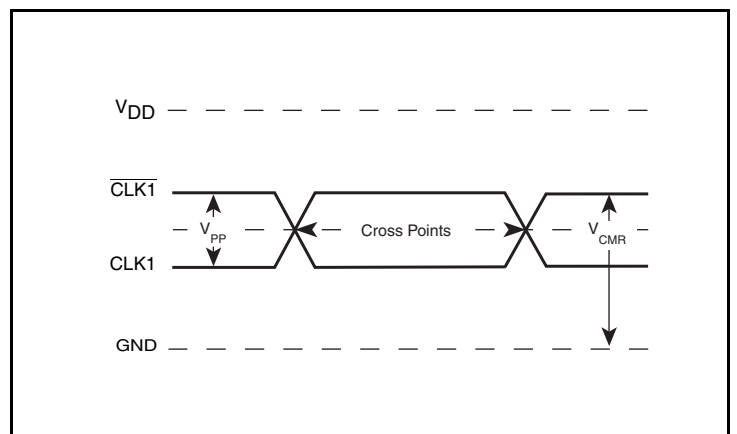 VDD
CLK1
VPP
Cross Points
VCMR
CLK1
GND